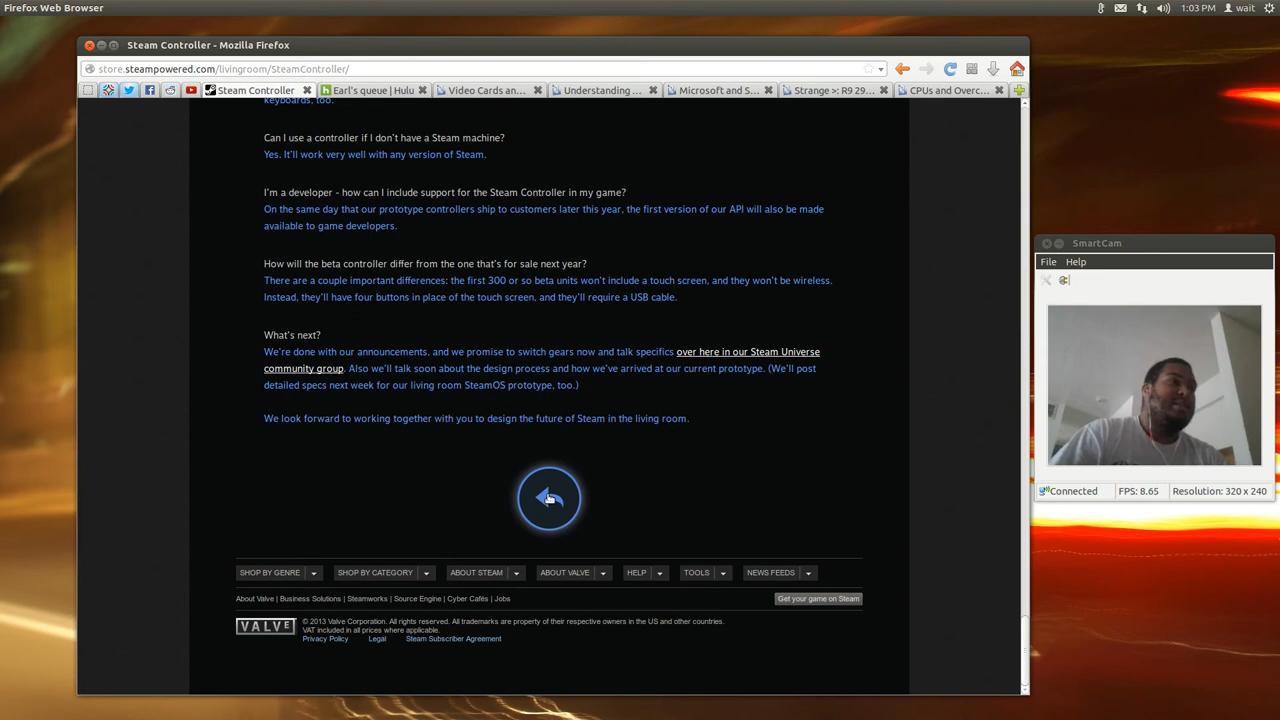 Firefox Web Browser
1:03 PM wait
Steam Controller - Mozilla Firefox
store.steampowered.com/livingroom/SteamController/
Steam Controller
Earl's queue | Hulu
Video Cards an...
Understanding ...
Microsoft and S...
Strange >: R9 29...
CPUs and Overc...
keyboards, too.
Can I use a controller if I don't have a Steam machine?
Yes. It'll work very well with any version of Steam.
I'm a developer - how can I include support for the Steam Controller in my game?
On the same day that our prototype controllers ship to customers later this year, the first version of our API will also be made
available to game developers.
How will the beta controller differ from the one that's for sale next year?
There are a couple important differences: the first 300 or so beta units won't include a touch screen, and they won't be wireless.
Instead, they'll have four buttons in place of the touch screen, and they'll require a USB cable.
What's next?
We're done with our announcements, and we promise to switch gears now and talk specifics over here in our Steam Universe
community group. Also we'll talk soon about the design process and how we've arrived at our current prototype. (We'll post
detailed specs next week for our living room SteamOS prototype, too.)
We look forward to working together with you to design the future of Steam in the living room.
SHOP BY GENRE
SHOP BY CATEGORY
ABOUT STEAM
ABOUT VALVE
HELP
TOOLS
NEWS FEEDS
About Valve | Business Solutions | Steamworks | Source Engine | Cyber Cafés | Jobs
Get your game on Steam
VALVE
© 2013 Valve Corporation. All rights reserved. All trademarks are property of their respective owners in the US and other countries.
VAT included in all prices where applicable.
Privacy Policy Legal Steam Subscriber Agreement
SmartCam
File Help
Connected FPS: 8.65 Resolution: 320 x 240